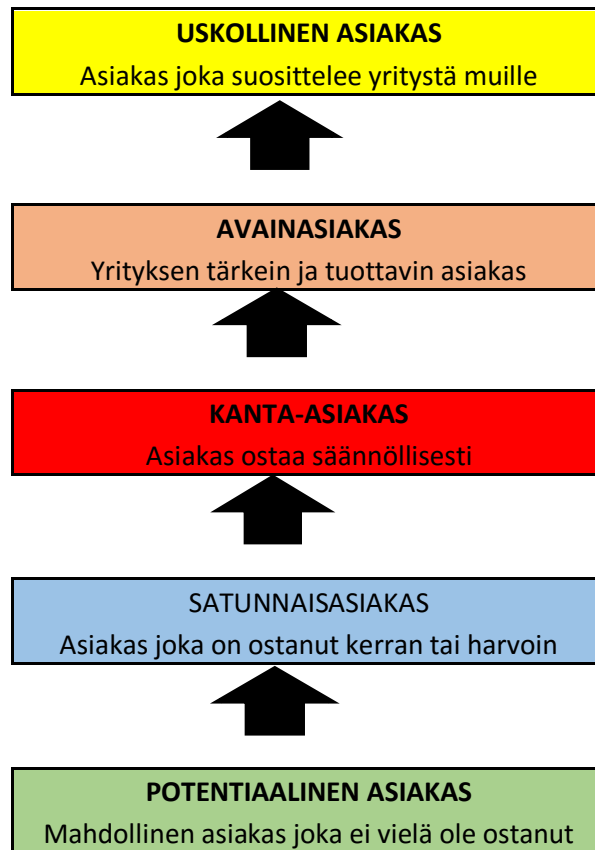 USKOLLINEN ASIAKAS
Asiakas joka suosittelee yritystä muille
AVAINASIAKAS
Yrityksen tärkein ja tuottavin asiakas
KANTA-ASIAKAS
Asiakas ostaa säännöllisesti
SATUNNAISASIAKAS
Asiakas joka on ostanut kerran tai harvoin
POTENTIAALINEN ASIAKAS
Mahdollinen asiakas joka ei vielä ole ostanut